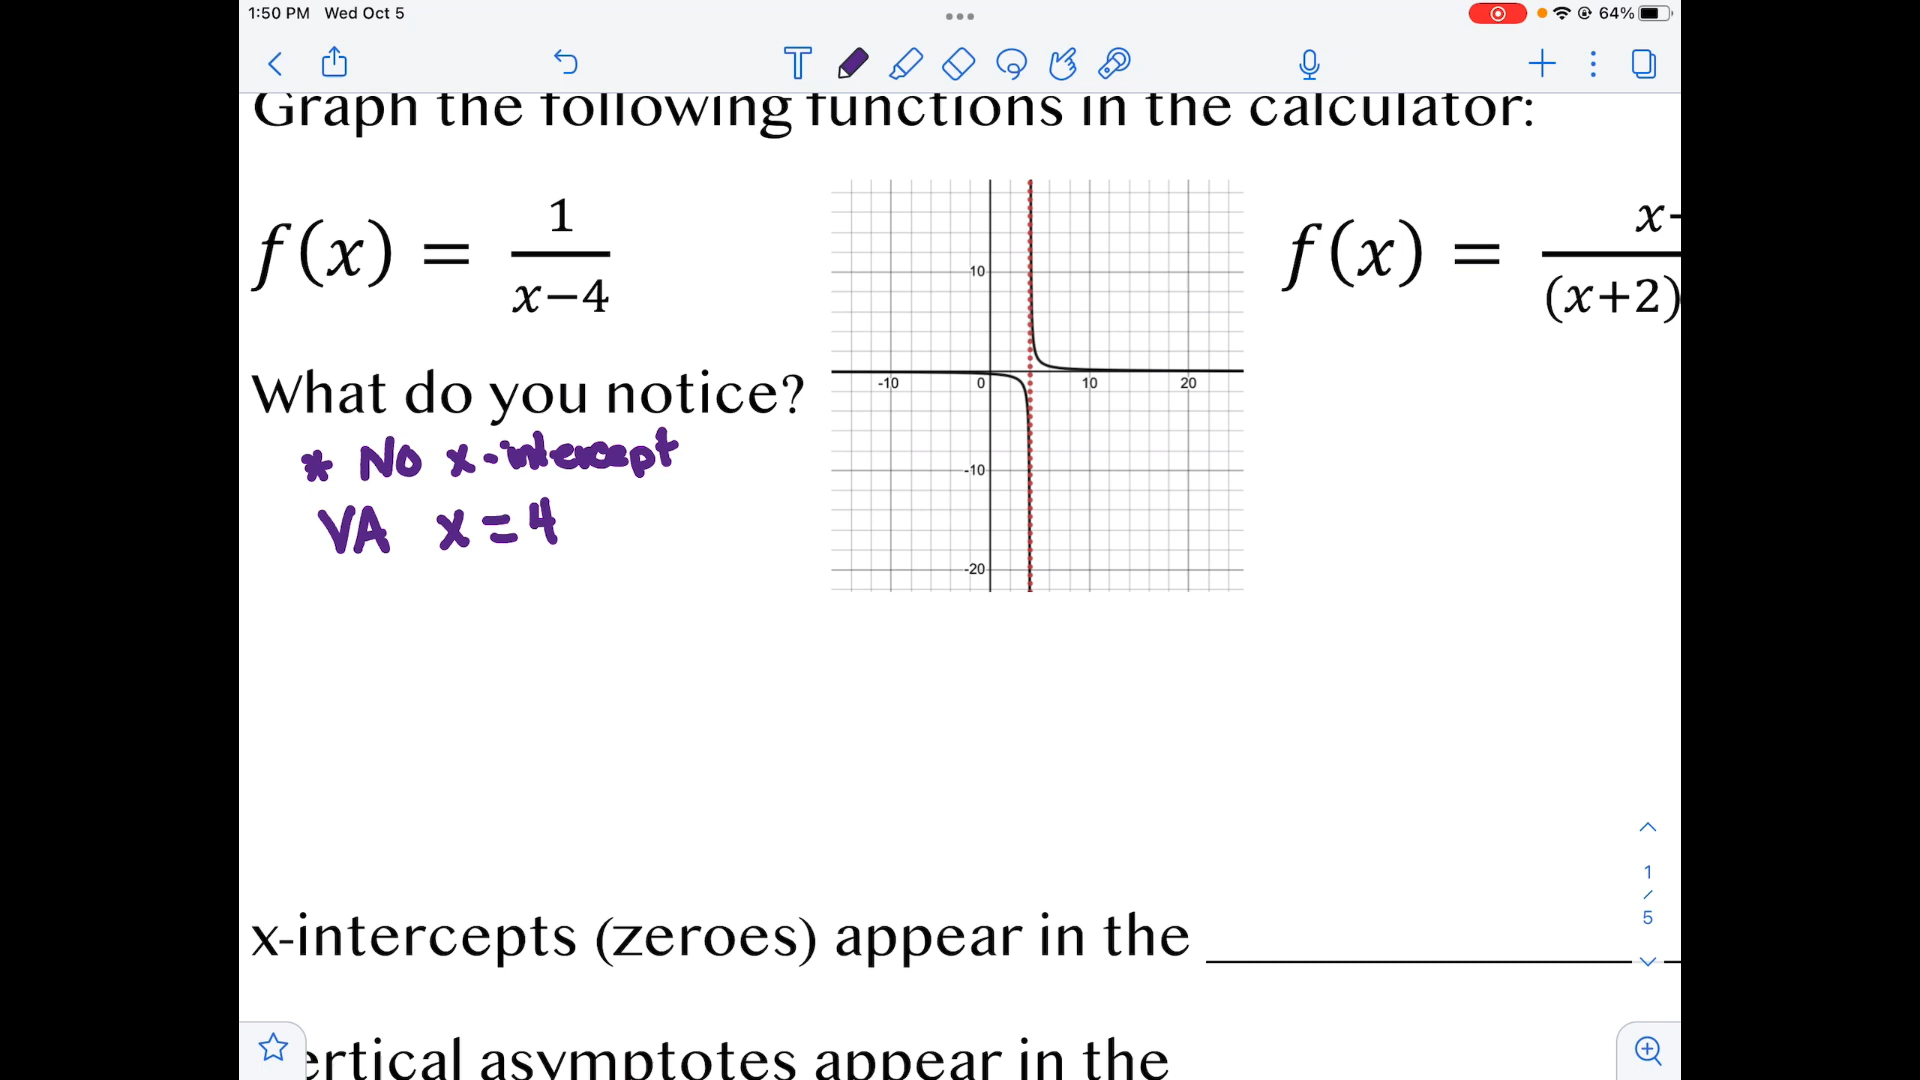 1:50 PM Wed Oct 5
64%
Graph the following functions in the calculator:
f(x) = 1/(x−4)
f(x) = x-
(x+2)
10
-10 0 10 20
-10
-20
What do you notice?
* No x-intercept
VA x = 4
1
/
5
x-intercepts (zeroes) appear in the
ertical asymptotes appear in the